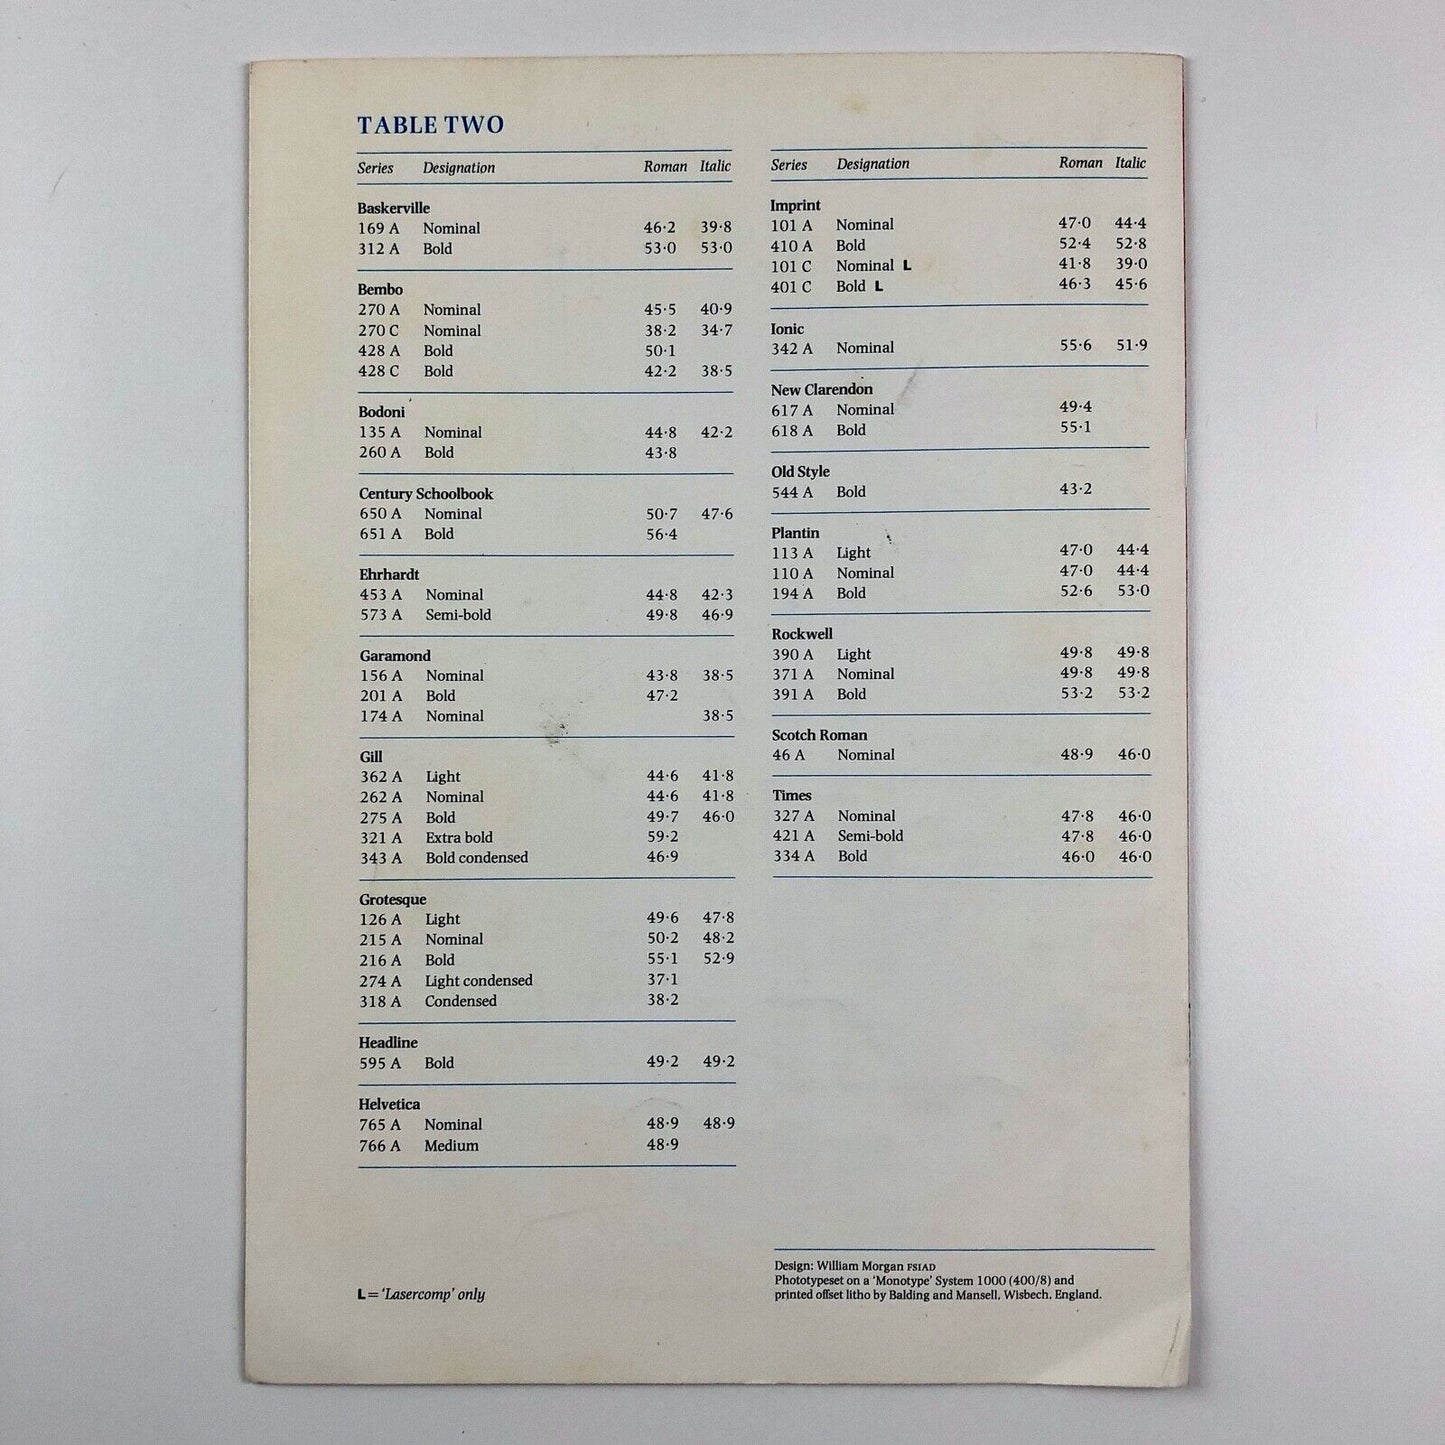 TABLE TWO
Series Designation Roman Italic
Baskerville
169 A Nominal 46·2 39·8
312 A Bold 53·0 53·0
Bembo
270 A Nominal 45·5 40·9
270 C Nominal 38·2 34·7
428 A Bold 50·1
428 C Bold 42·2 38·5
Bodoni
135 A Nominal 44·8 42·2
260 A Bold 43·8
Century Schoolbook
650 A Nominal 50·7 47·6
651 A Bold 56·4
Ehrhardt
453 A Nominal 44·8 42·3
573 A Semi-bold 49·8 46·9
Garamond
156 A Nominal 43·8 38·5
201 A Bold 47·2
174 A Nominal 38·5
Gill
362 A Light 44·6 41·8
262 A Nominal 44·6 41·8
275 A Bold 49·7 46·0
321 A Extra bold 59·2
343 A Bold condensed 46·9
Grotesque
126 A Light 49·6 47·8
215 A Nominal 50·2 48·2
216 A Bold 55·1 52·9
274 A Light condensed 37·1
318 A Condensed 38·2
Headline
595 A Bold 49·2 49·2
Helvetica
765 A Nominal 48·9 48·9
766 A Medium 48·9
L = 'Lasercomp' only
Series Designation Roman Italic
Imprint
101 A Nominal 47·0 44·4
410 A Bold 52·4 52·8
101 C Nominal L 41·8 39·0
401 C Bold L 46·3 45·6
Ionic
342 A Nominal 55·6 51·9
New Clarendon
617 A Nominal 49·4
618 A Bold 55·1
Old Style
544 A Bold 43·2
Plantin
113 A Light 47·0 44·4
110 A Nominal 47·0 44·4
194 A Bold 52·6 53·0
Rockwell
390 A Light 49·8 49·8
371 A Nominal 49·8 49·8
391 A Bold 53·2 53·2
Scotch Roman
46 A Nominal 48·9 46·0
Times
327 A Nominal 47·8 46·0
421 A Semi-bold 47·8 46·0
334 A Bold 46·0 46·0
Design: William Morgan FSIAD
Phototypeset on a 'Monotype' System 1000 (400/8) and
printed offset litho by Balding and Mansell, Wisbech, England.